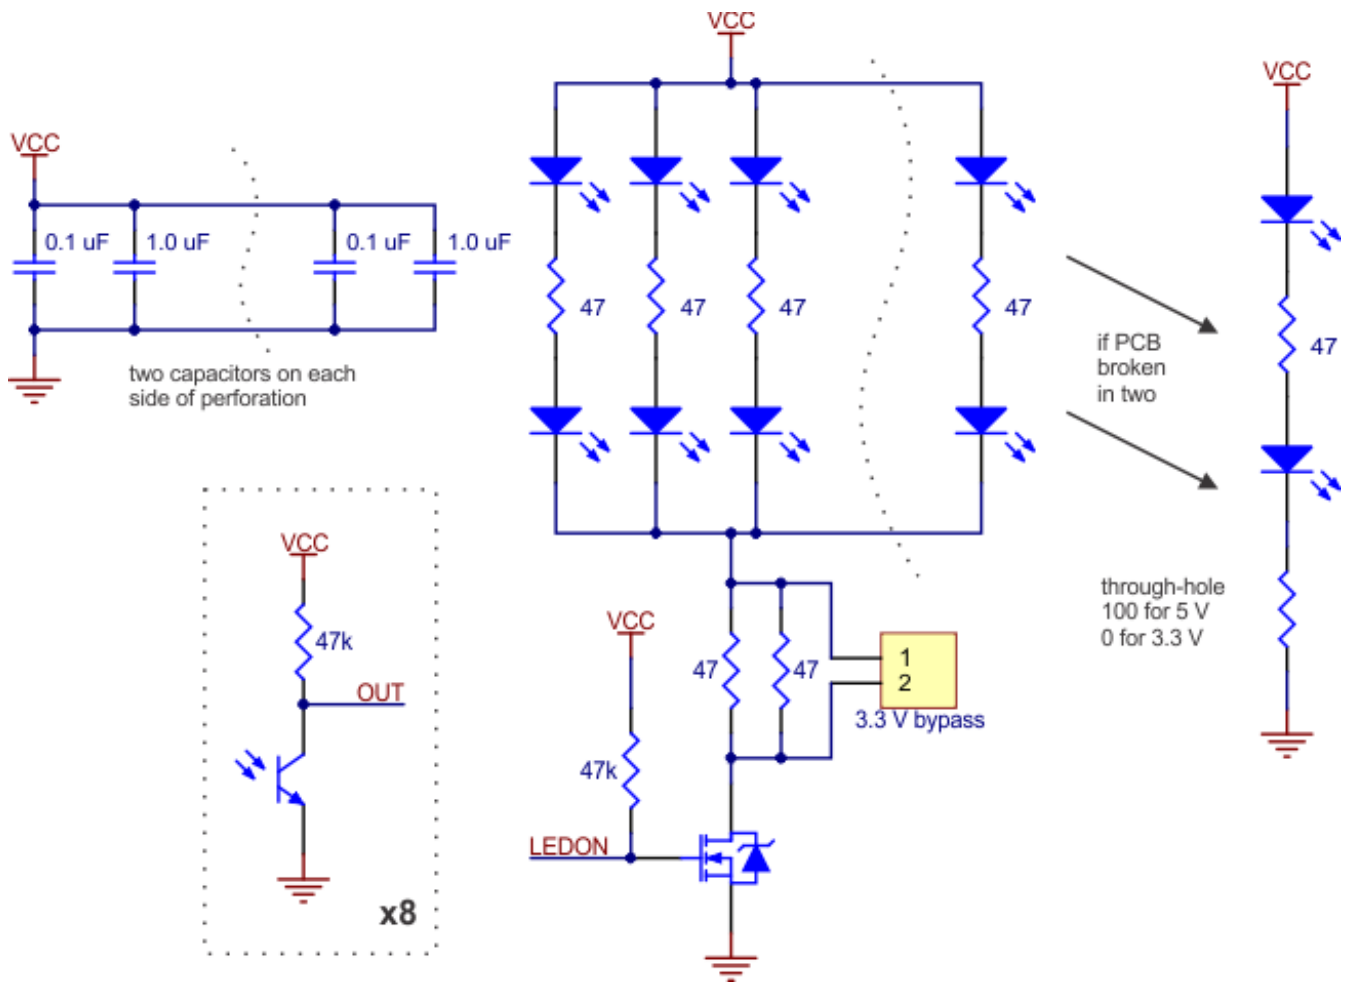 VCC
0.1 uF
1.0 uF
0.1 uF
1.0 uF
two capacitors on each
side of perforation
VCC
47k
OUT
x8
VCC
47
47
47
47
VCC
47k
LEDON
47
47
1
2
3.3 V bypass
if PCB
broken
in two
VCC
47
through-hole
100 for 5 V
0 for 3.3 V